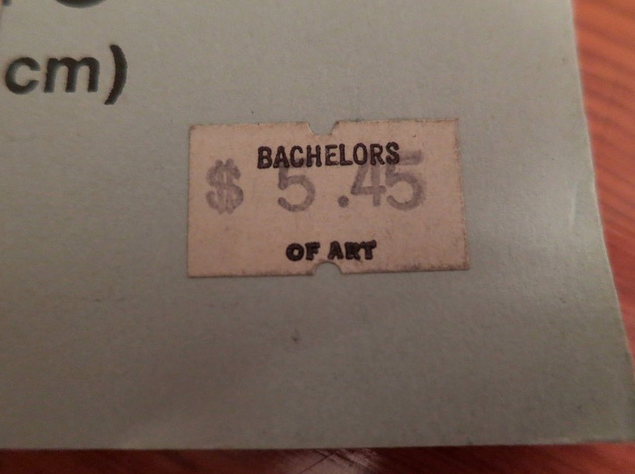 cm)
BACHELORS
$ 5.45
OF ART